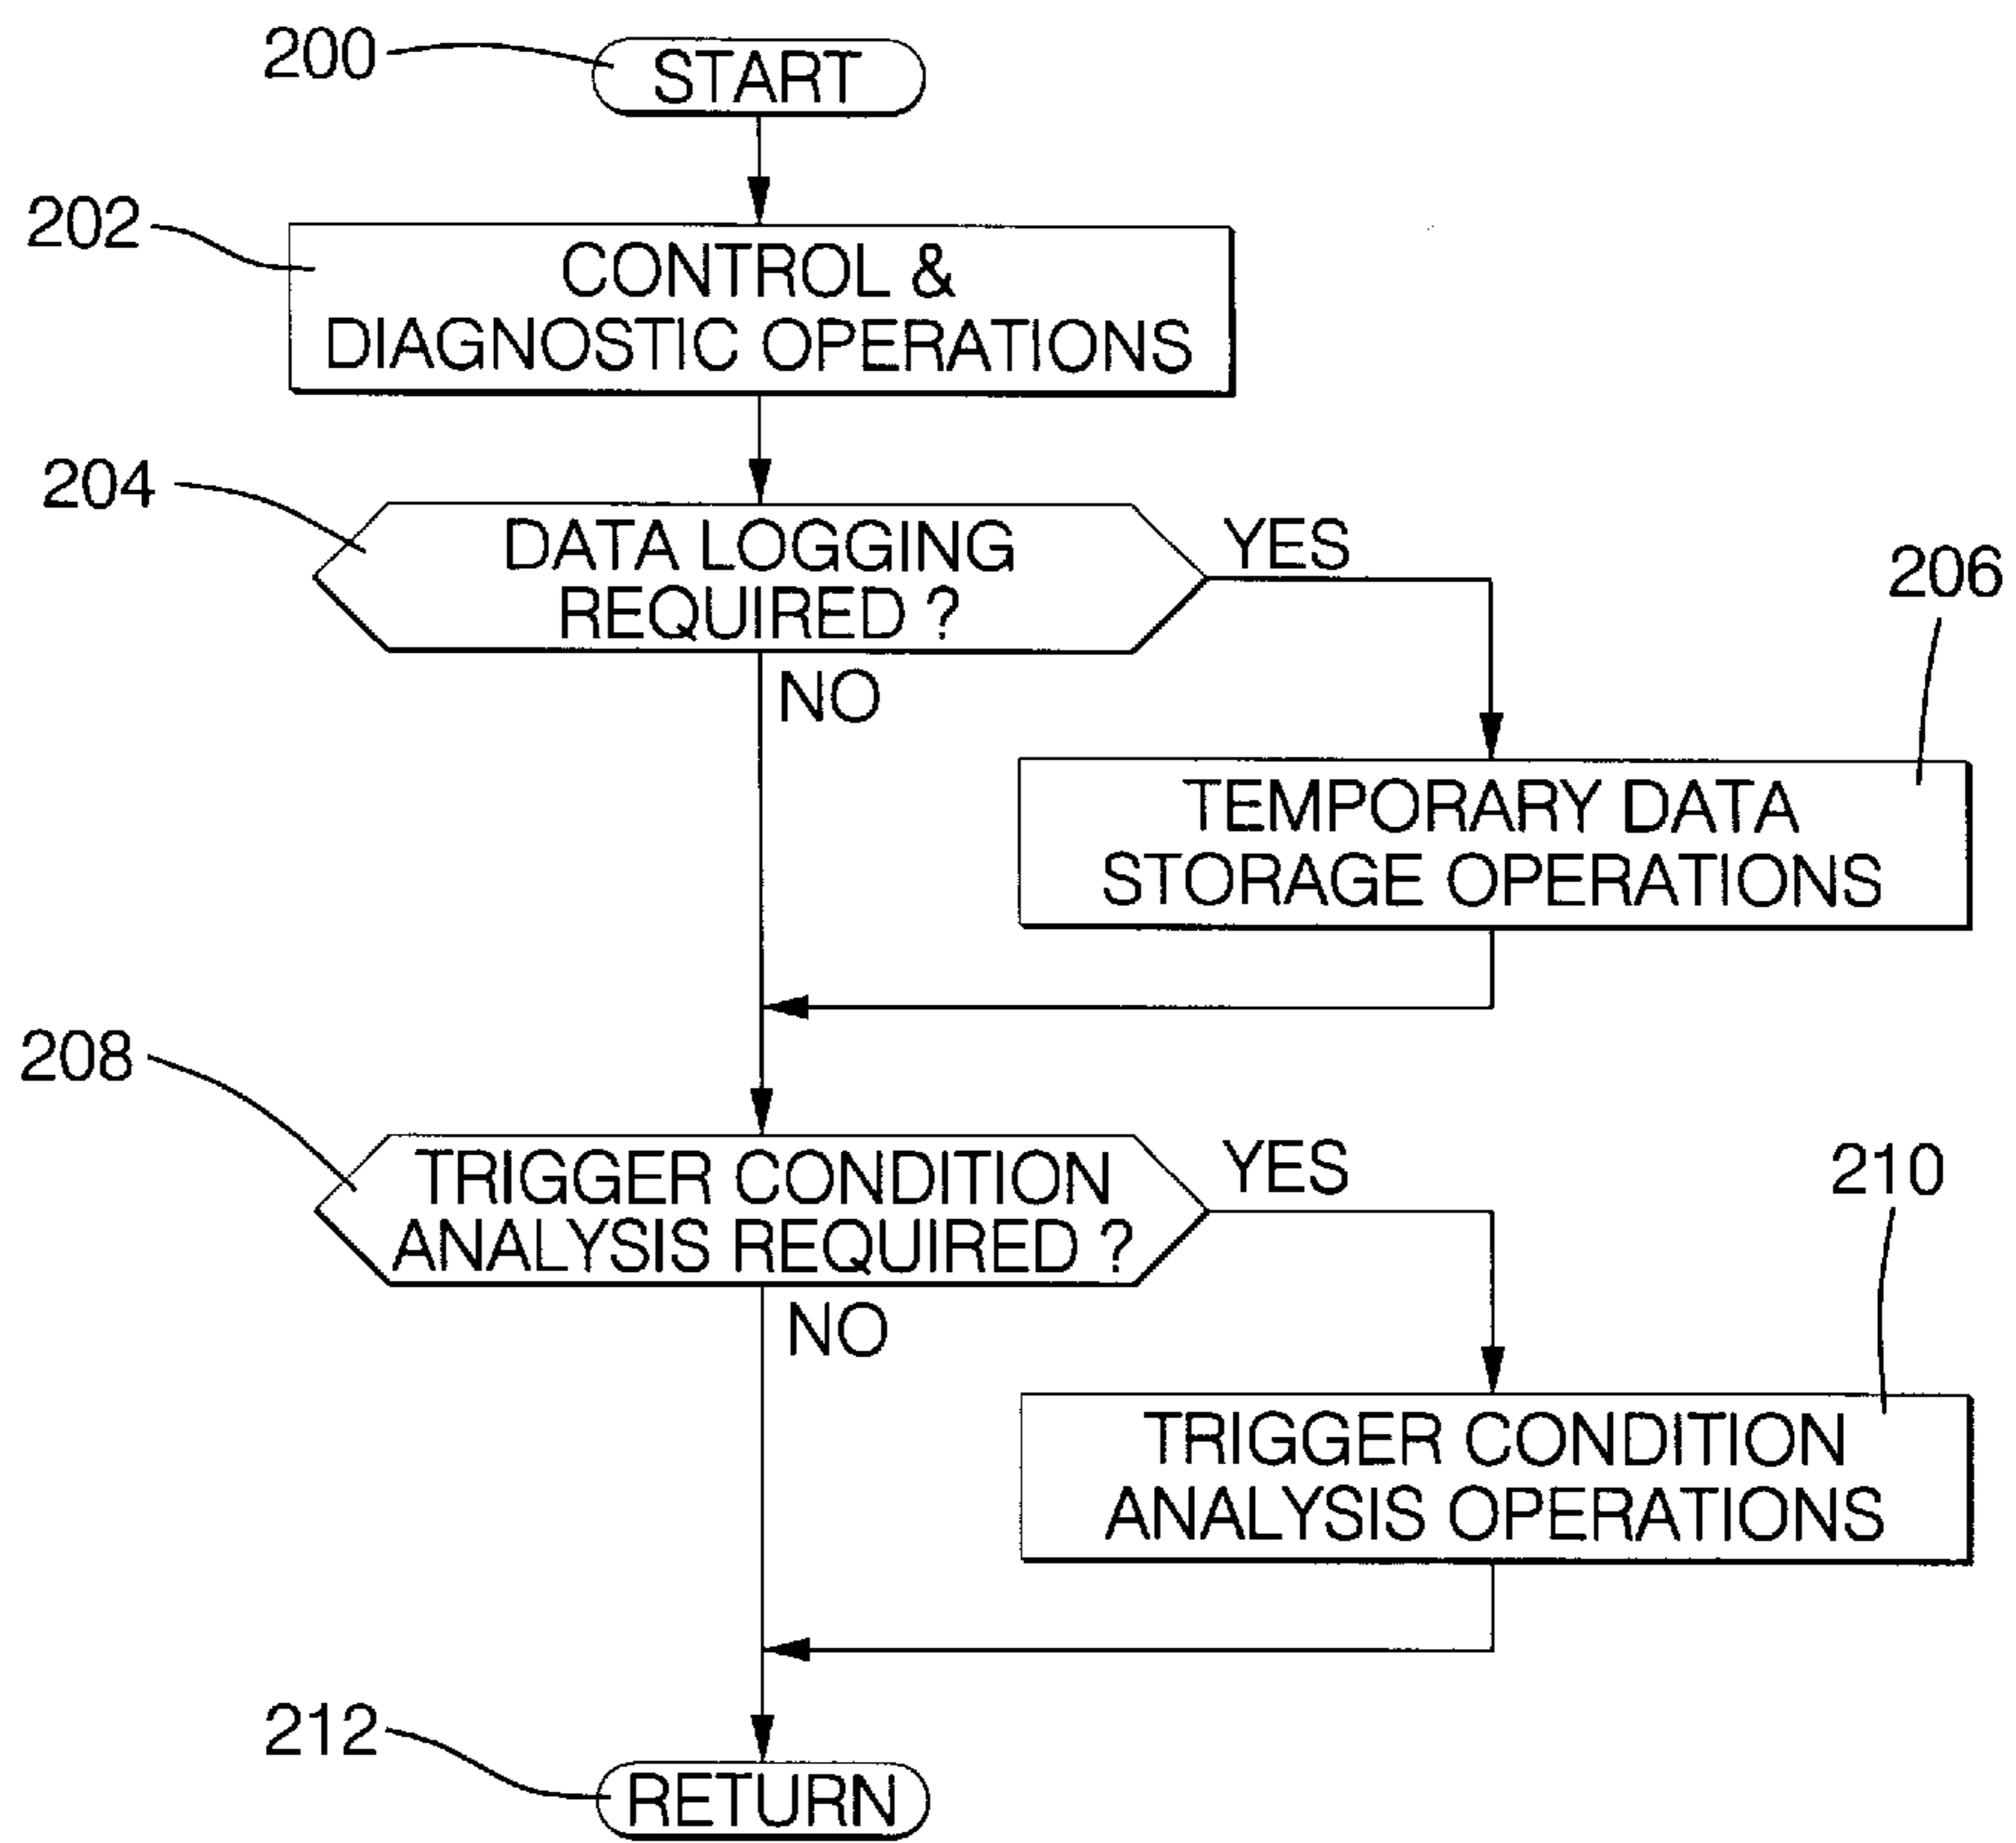 200
START
202
CONTROL &
DIAGNOSTIC OPERATIONS
204
DATA LOGGING
REQUIRED ?
YES
206
NO
TEMPORARY DATA
STORAGE OPERATIONS
208
TRIGGER CONDITION
ANALYSIS REQUIRED ?
YES
210
NO
TRIGGER CONDITION
ANALYSIS OPERATIONS
212
RETURN